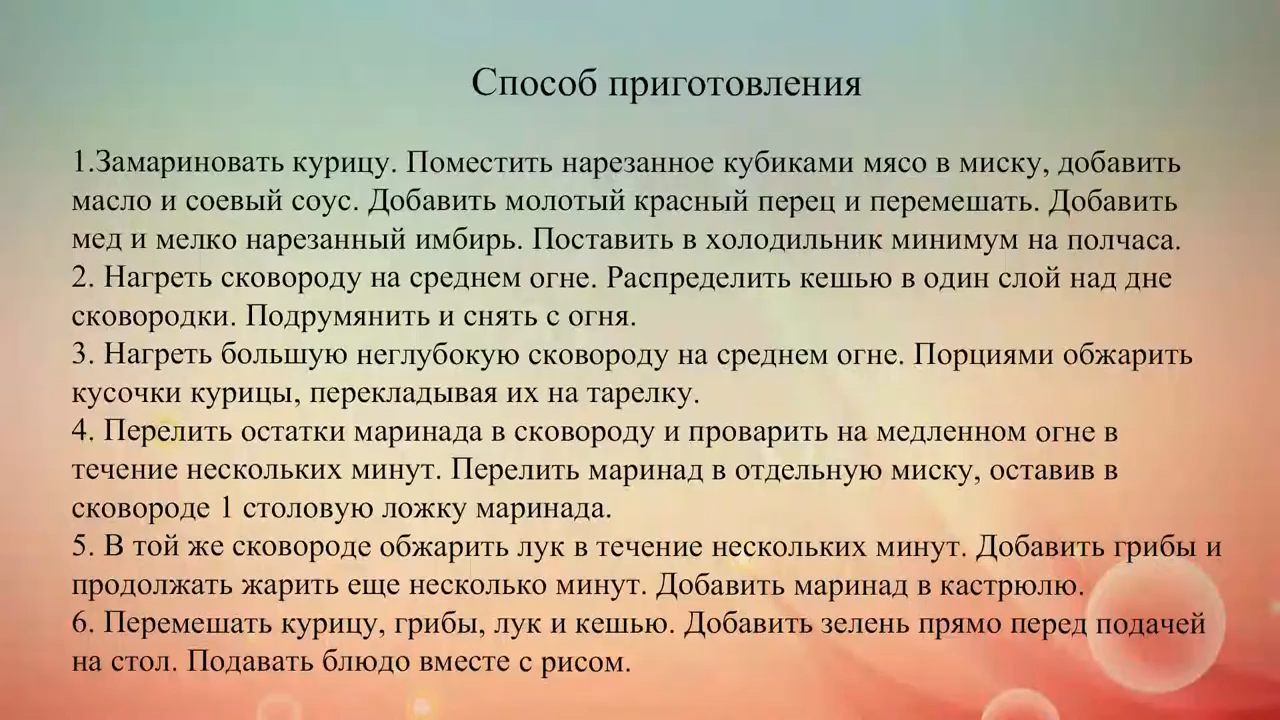 Способ приготовления
1.Замариновать курицу. Поместить нарезанное кубиками мясо в миску, добавить
масло и соевый соус. Добавить молотый красный перец и перемешать. Добавить
мед и мелко нарезанный имбирь. Поставить в холодильник минимум на полчаса.
2. Нагреть сковороду на среднем огне. Распределить кешью в один слой над дне
сковородки. Подрумянить и снять с огня.
3. Нагреть большую неглубокую сковороду на среднем огне. Порциями обжарить
кусочки курицы, перекладывая их на тарелку.
4. Перелить остатки маринада в сковороду и проварить на медленном огне в
течение нескольких минут. Перелить маринад в отдельную миску, оставив в
сковороде 1 столовую ложку маринада.
5. В той же сковороде обжарить лук в течение нескольких минут. Добавить грибы и
продолжать жарить еще несколько минут. Добавить маринад в кастрюлю.
6. Перемешать курицу, грибы, лук и кешью. Добавить зелень прямо перед подачей
на стол. Подавать блюдо вместе с рисом.